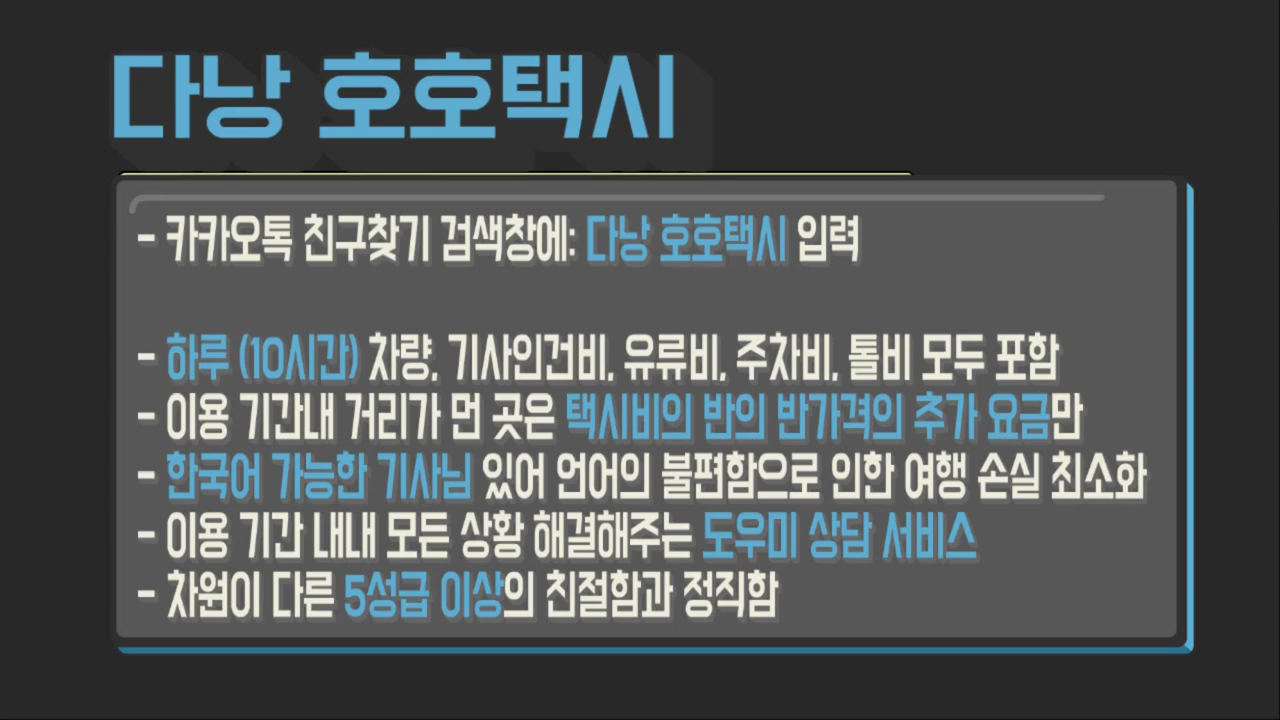 다낭 호호택시
- 카카오톡 친구찾기 검색창에: 다낭 호호택시 입력
- 하루 (10시간) 차량, 기사인건비, 유류비, 주차비, 톨비 모두 포함
- 이용 기간내 거리가 먼 곳은 택시비의 반의 반가격의 추가 요금만
- 한국어 가능한 기사님 있어 언어의 불편함으로 인한 여행 손실 최소화
- 이용 기간 내내 모든 상황 해결해주는 도우미 상담 서비스
- 차원이 다른 5성급 이상의 친절함과 정직함